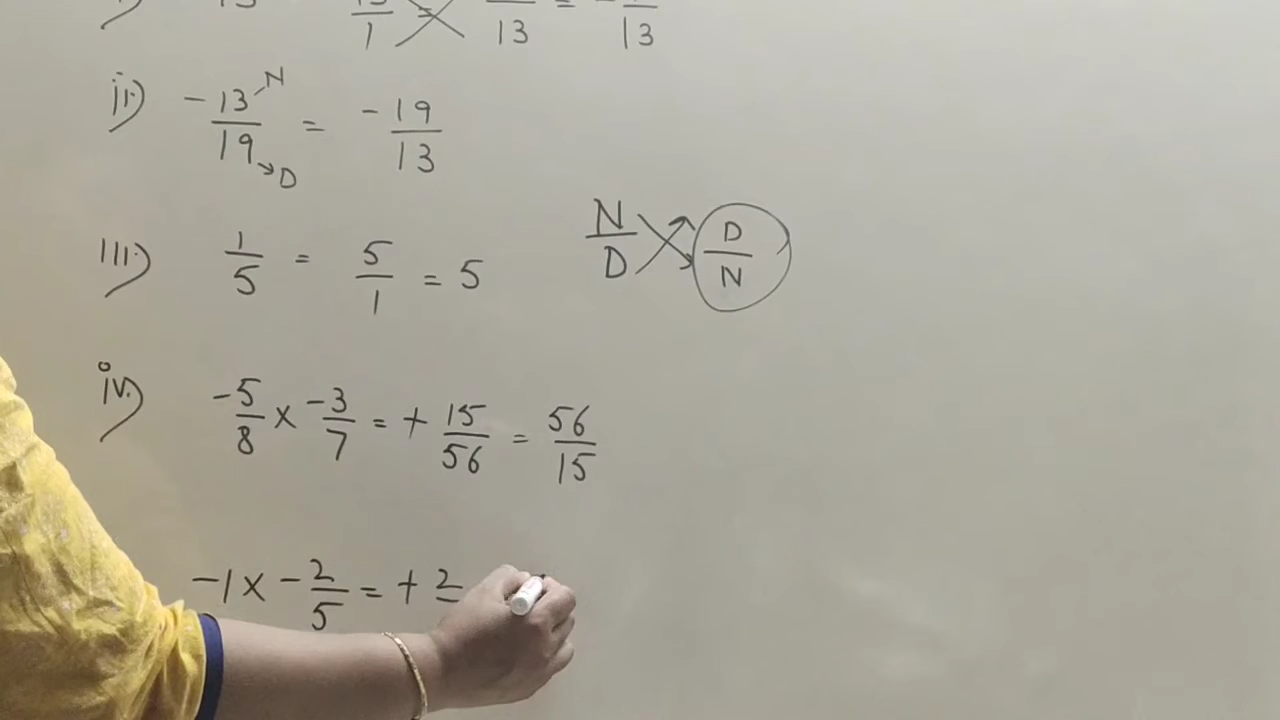 13 = - 
1 13 13
ii) -13/19 = -19/13
N
D
iii) 1/5 = 5/1 = 5
N/D D/N
iv.) -5/8 x -3/7 = + 15/56 = 56/15
-1 x -2/5 = + 2